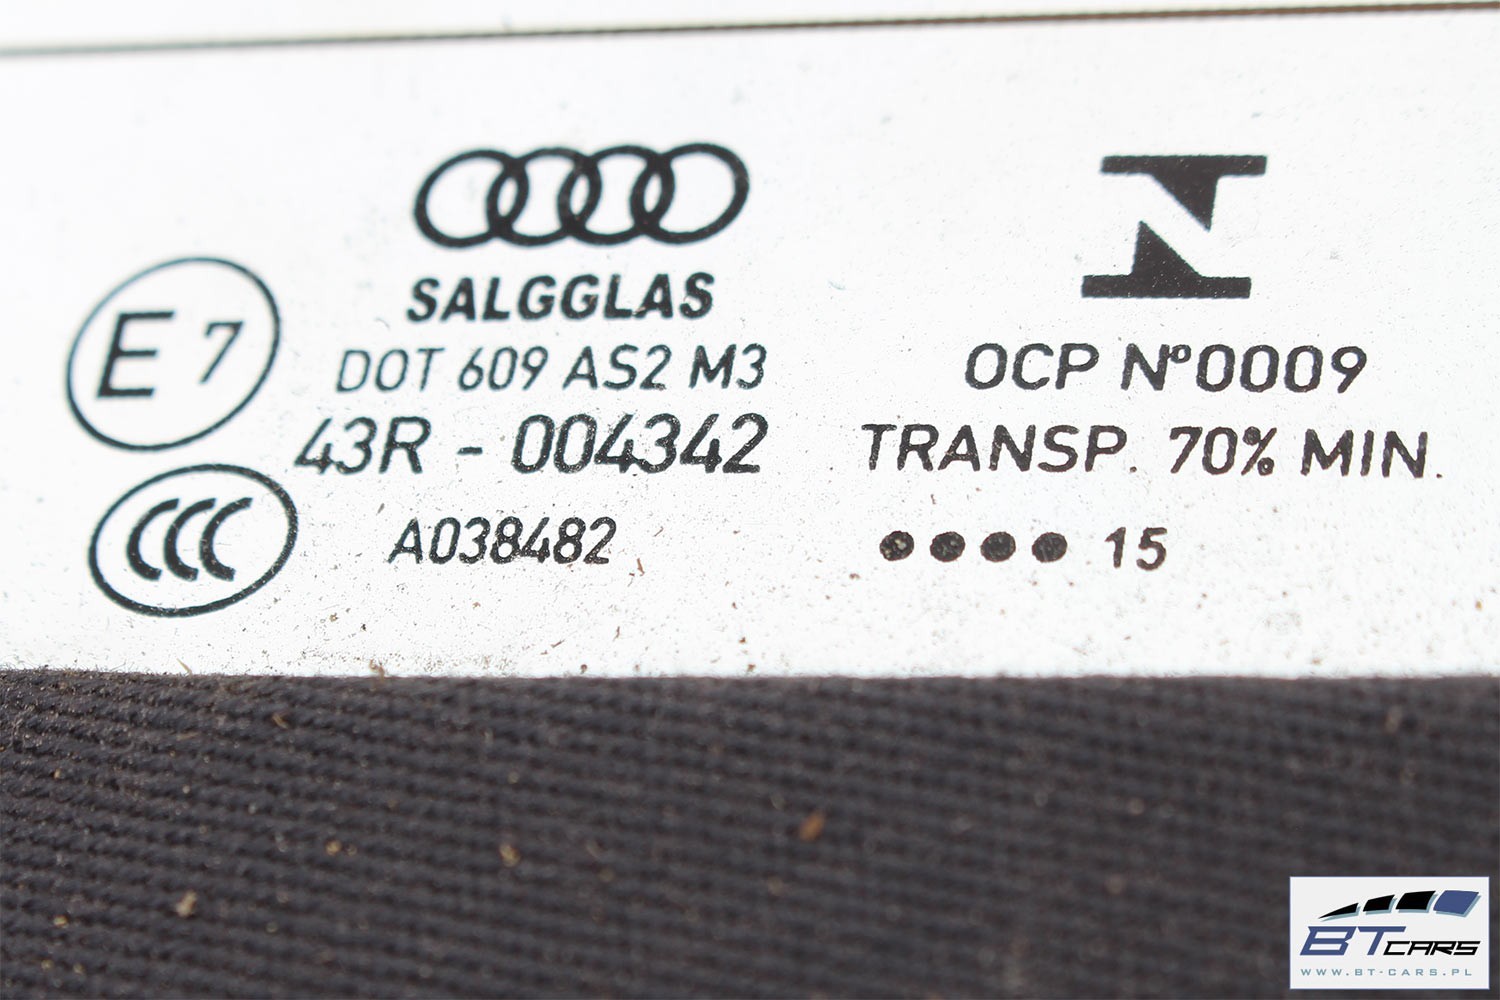 SALGGLAS
E 7
DOT 609 AS2 M3
43R - 004342
CCC
A038482
N
OCP Nº0009
TRANSP. 70% MIN.
●●●● 15
BT CARS
WWW.BT-CARS.PL